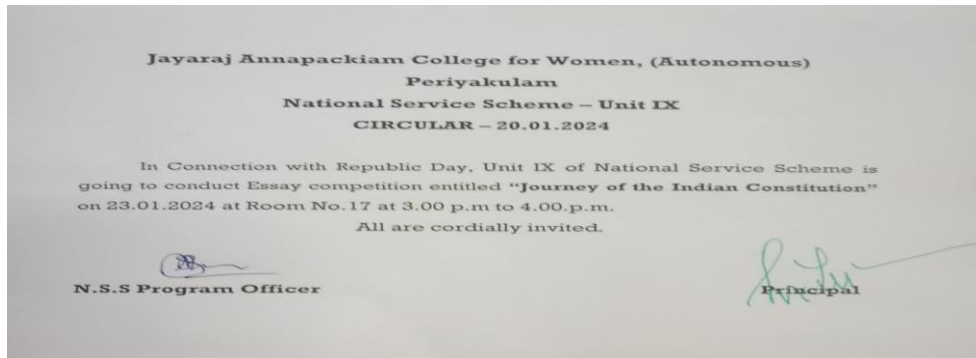 Jayaraj Annapackiam College for Women, (Autonomous)
Periyakulam
National Service Scheme – Unit IX
CIRCULAR – 20.01.2024
In Connection with Republic Day, Unit IX of National Service Scheme is
going to conduct Essay competition entitled “Journey of the Indian Constitution”
on 23.01.2024 at Room No.17 at 3.00 p.m to 4.00.p.m.
All are cordially invited.
N.S.S Program Officer
Principal